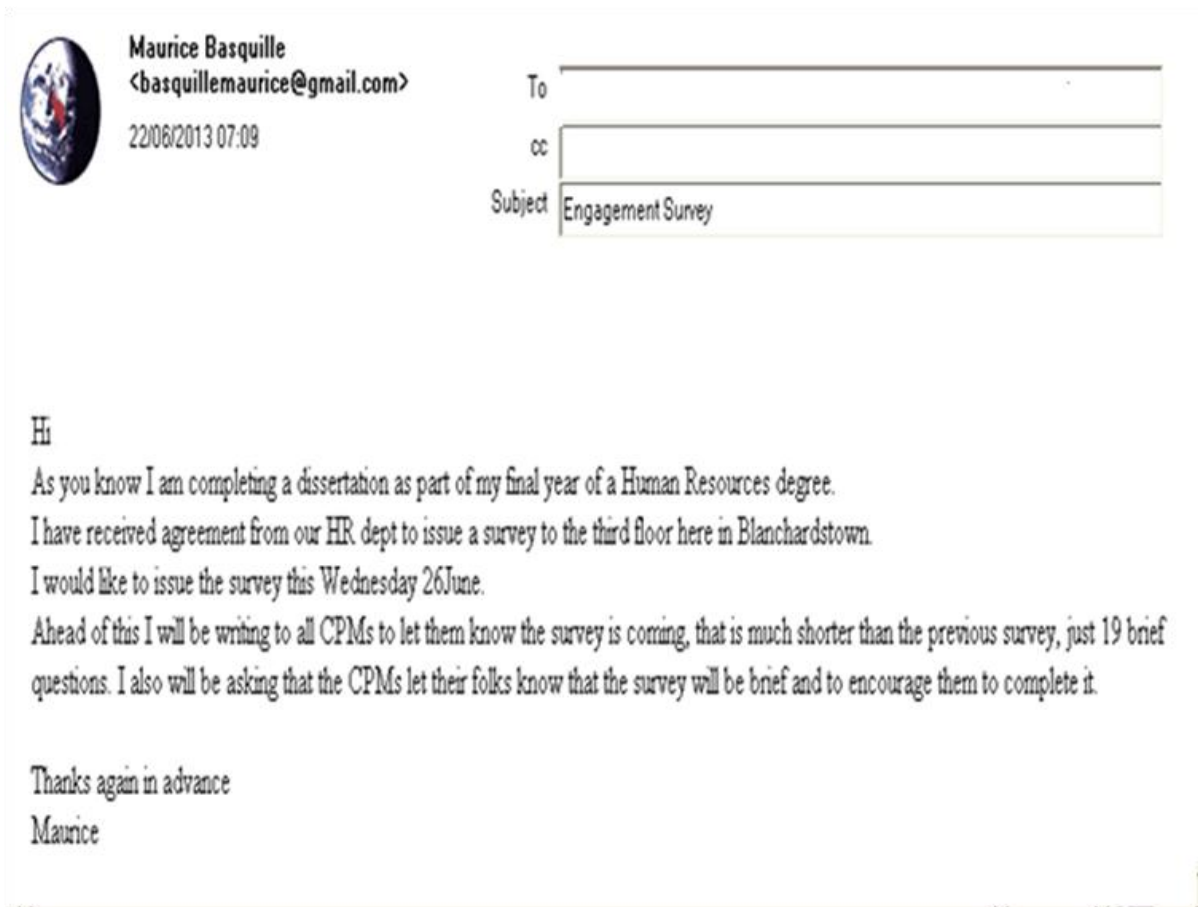 Maurice Basquille
<basquillemaurice@gmail.com>
22/06/2013 07:09
To
cc
Subject Engagement Survey
Hi
As you know I am completing a dissertation as part of my final year of a Human Resources degree.
I have received agreement from our HR dept to issue a survey to the third floor here in Blanchardstown.
I would like to issue the survey this Wednesday 26June.
Ahead of this I will be writing to all CPMs to let them know the survey is coming, that is much shorter than the previous survey, just 19 brief
questions. I also will be asking that the CPMs let their folks know that the survey will be brief and to encourage them to complete it.
Thanks again in advance
Maurice